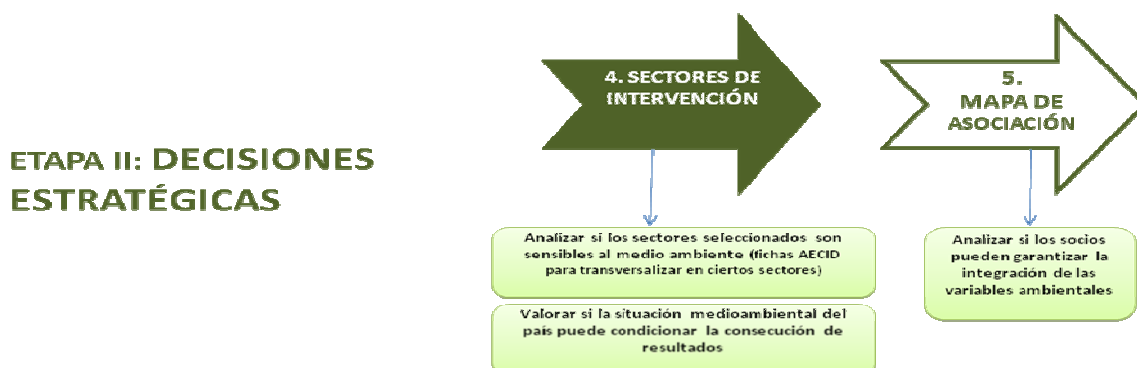 ETAPA II: DECISIONES
ESTRATÉGICAS
4. SECTORES DE
INTERVENCIÓN
Analizar si los sectores seleccionados son
sensibles al medio ambiente (fichas AECID
para transversalizar en ciertos sectores)
Valorar si la situación medioambiental del
país puede condicionar la consecución de
resultados
5.
MAPA DE
ASOCIACIÓN
Analizar si los socios
pueden garantizar la
integración de las
variables ambientales